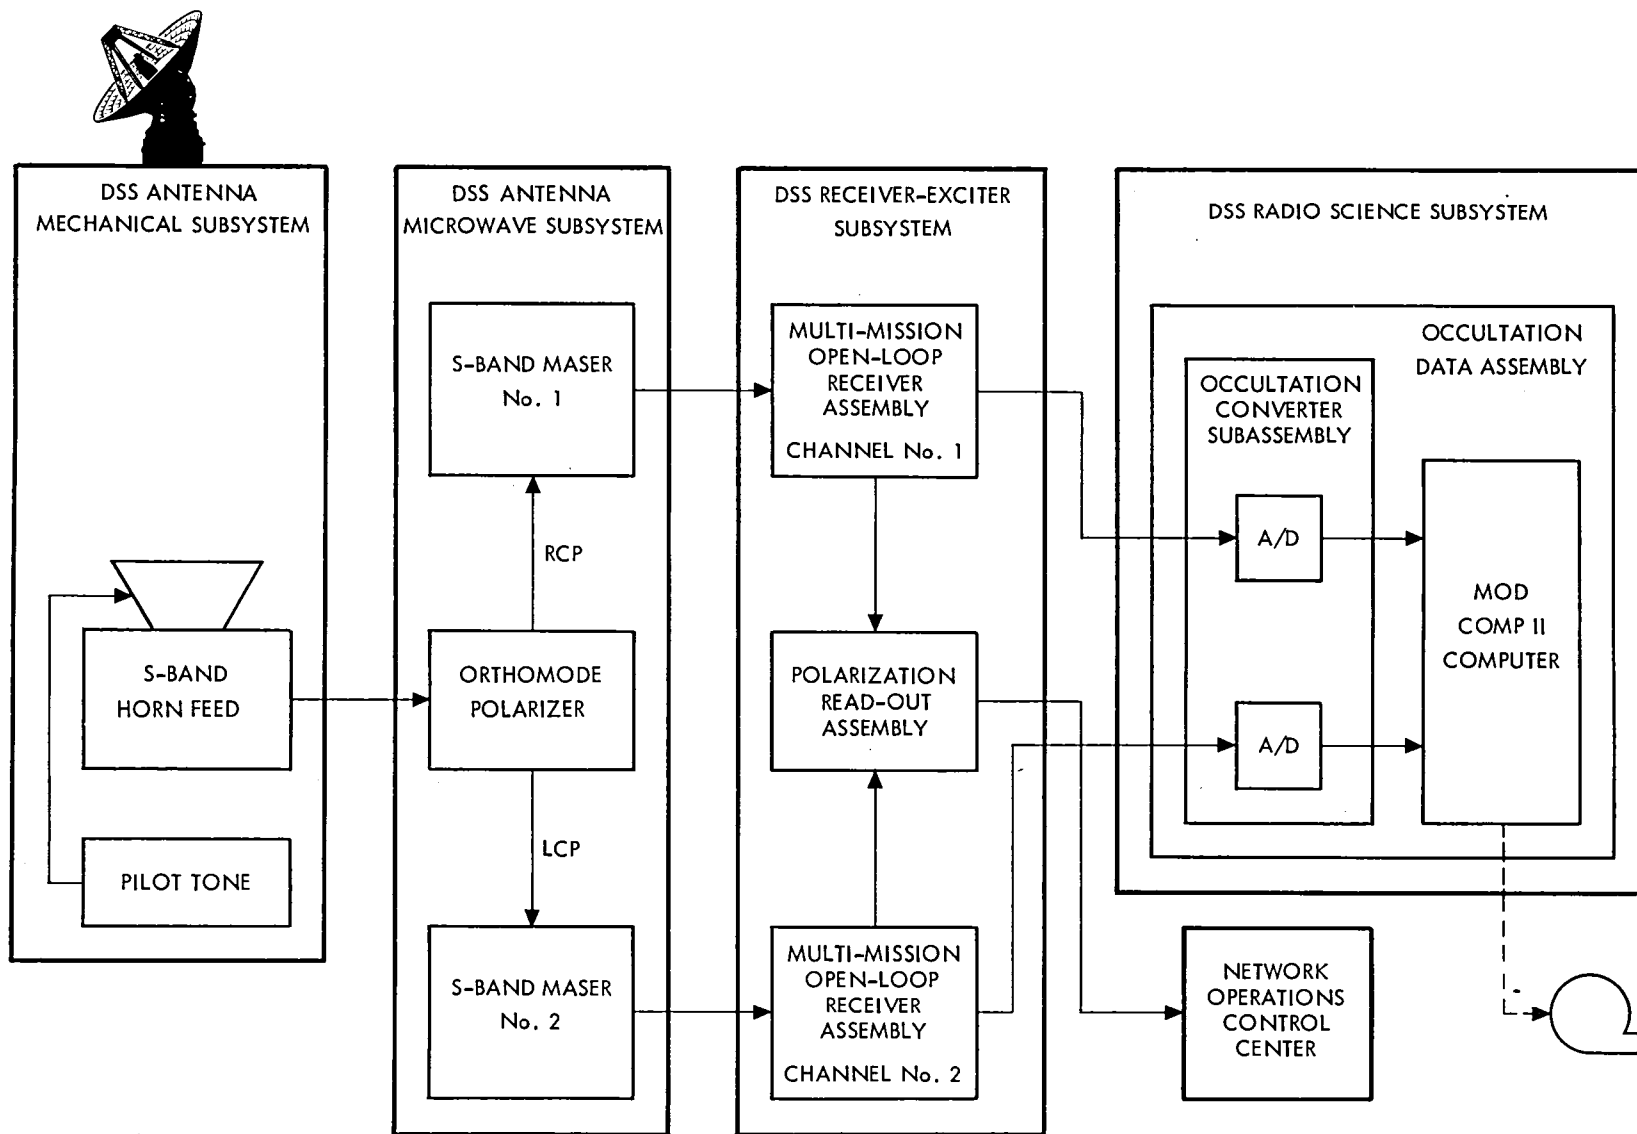 DSS ANTENNA
MECHANICAL SUBSYSTEM
S-BAND
HORN FEED
PILOT TONE
DSS ANTENNA
MICROWAVE SUBSYSTEM
S-BAND MASER
No. 1
RCP
ORTHOMODE
POLARIZER
LCP
S-BAND MASER
No. 2
DSS RECEIVER-EXCITER
SUBSYSTEM
MULTI-MISSION
OPEN-LOOP
RECEIVER
ASSEMBLY
CHANNEL No. 1
POLARIZATION
READ-OUT
ASSEMBLY
MULTI-MISSION
OPEN-LOOP
RECEIVER
ASSEMBLY
CHANNEL No. 2
DSS RADIO SCIENCE SUBSYSTEM
OCCULTATION
DATA ASSEMBLY
OCCULTATION
CONVERTER
SUBASSEMBLY
A/D
A/D
MOD
COMP II
COMPUTER
NETWORK
OPERATIONS
CONTROL
CENTER